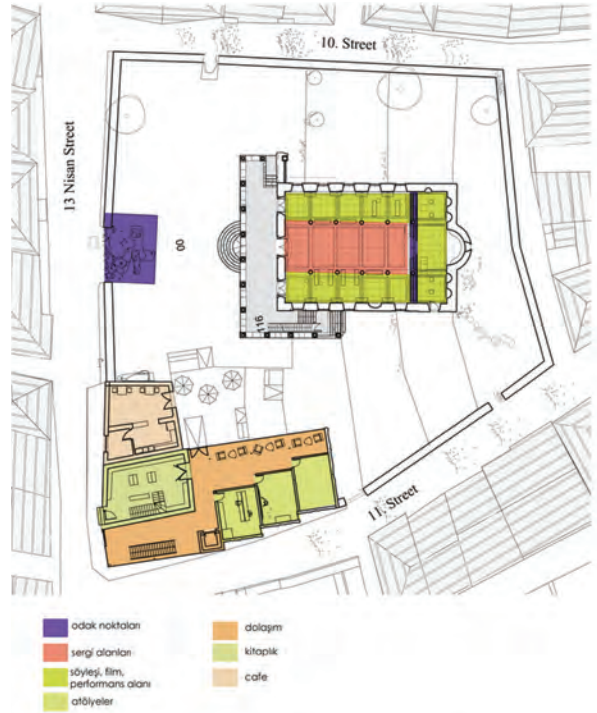 10. Street
13 Nisan Street
00
116
11. Street
odak noktaları
sergi alanları
söyleşi, film,
performans alanı
atölyeler
dolaşım
kitaplık
cafe